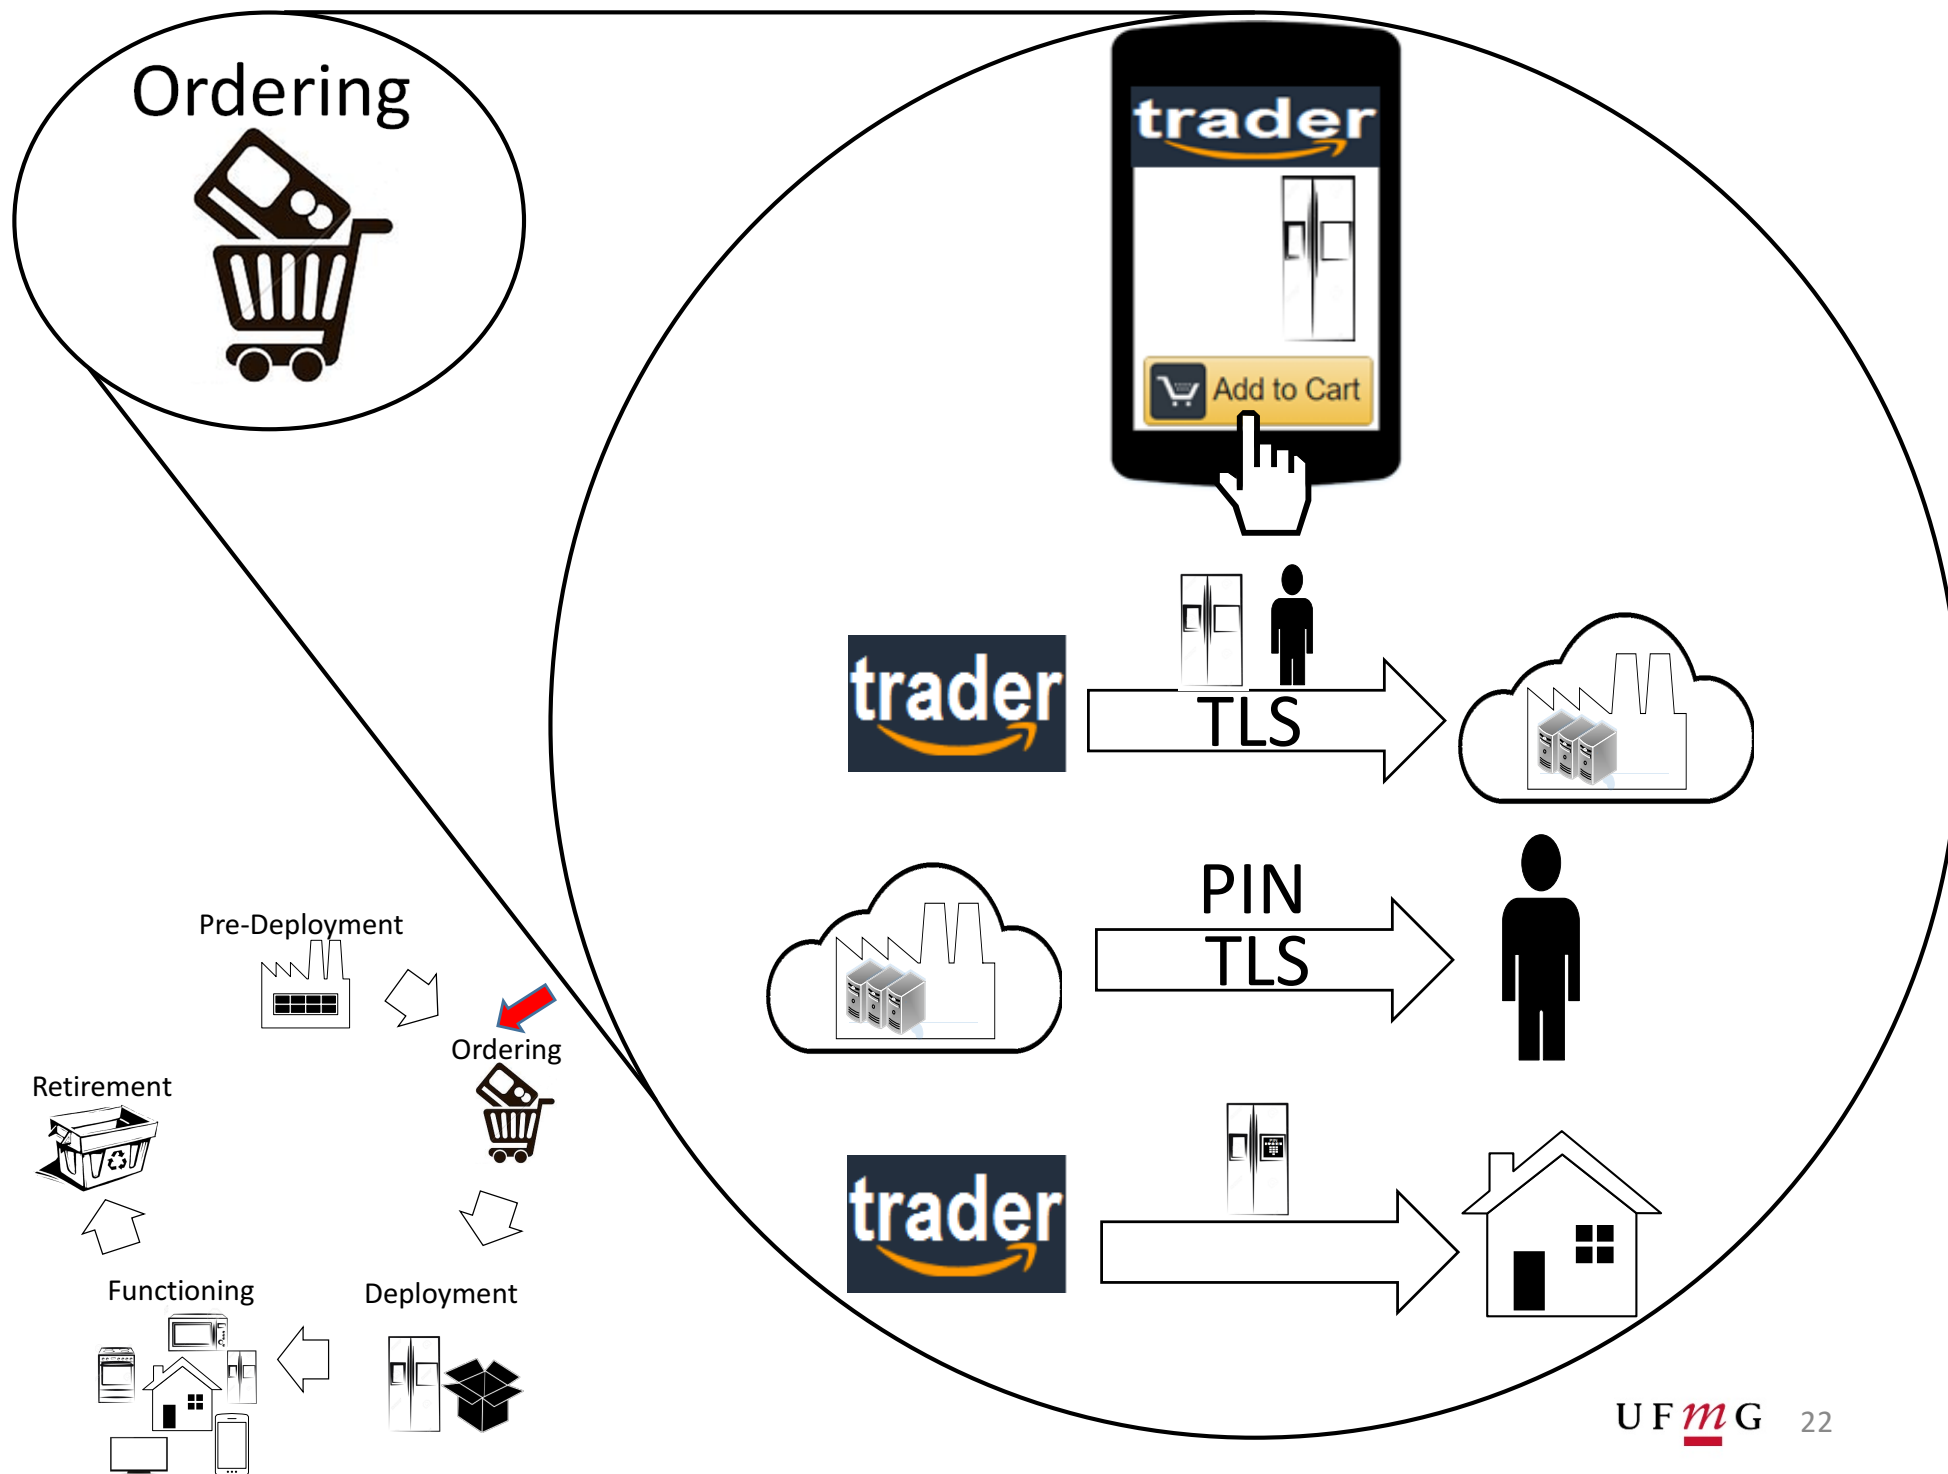 Ordering
trader
Add to Cart
trader
TLS
PIN
TLS
trader
Pre-Deployment
Ordering
Retirement
Functioning
Deployment
UFmG 22